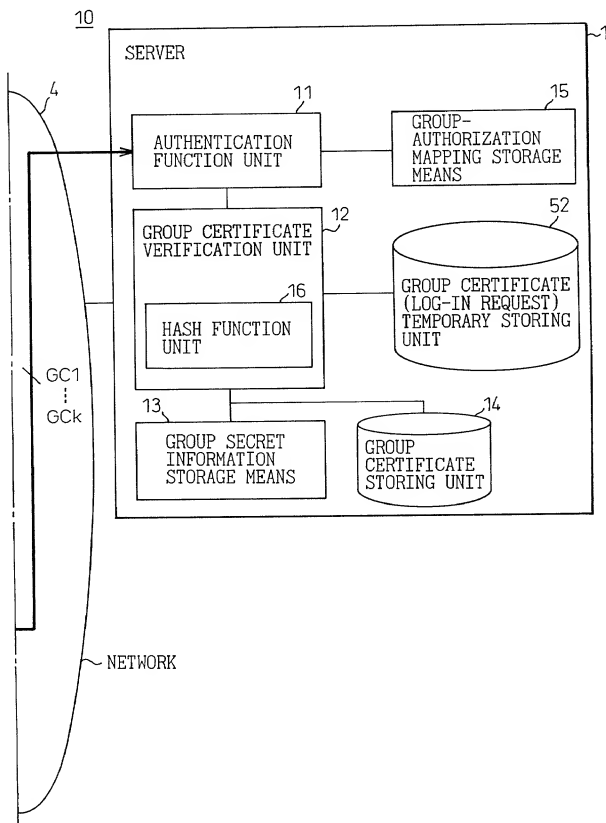 10
1
SERVER
4
11
15
AUTHENTICATION
FUNCTION UNIT
GROUP-
AUTHORIZATION
MAPPING STORAGE
MEANS
12
52
GROUP CERTIFICATE
VERIFICATION UNIT
16
HASH FUNCTION
UNIT
GROUP CERTIFICATE
(LOG-IN REQUEST)
TEMPORARY STORING
UNIT
GC1
GCk
13
14
GROUP SECRET
INFORMATION
STORAGE MEANS
GROUP
CERTIFICATE
STORING UNIT
NETWORK